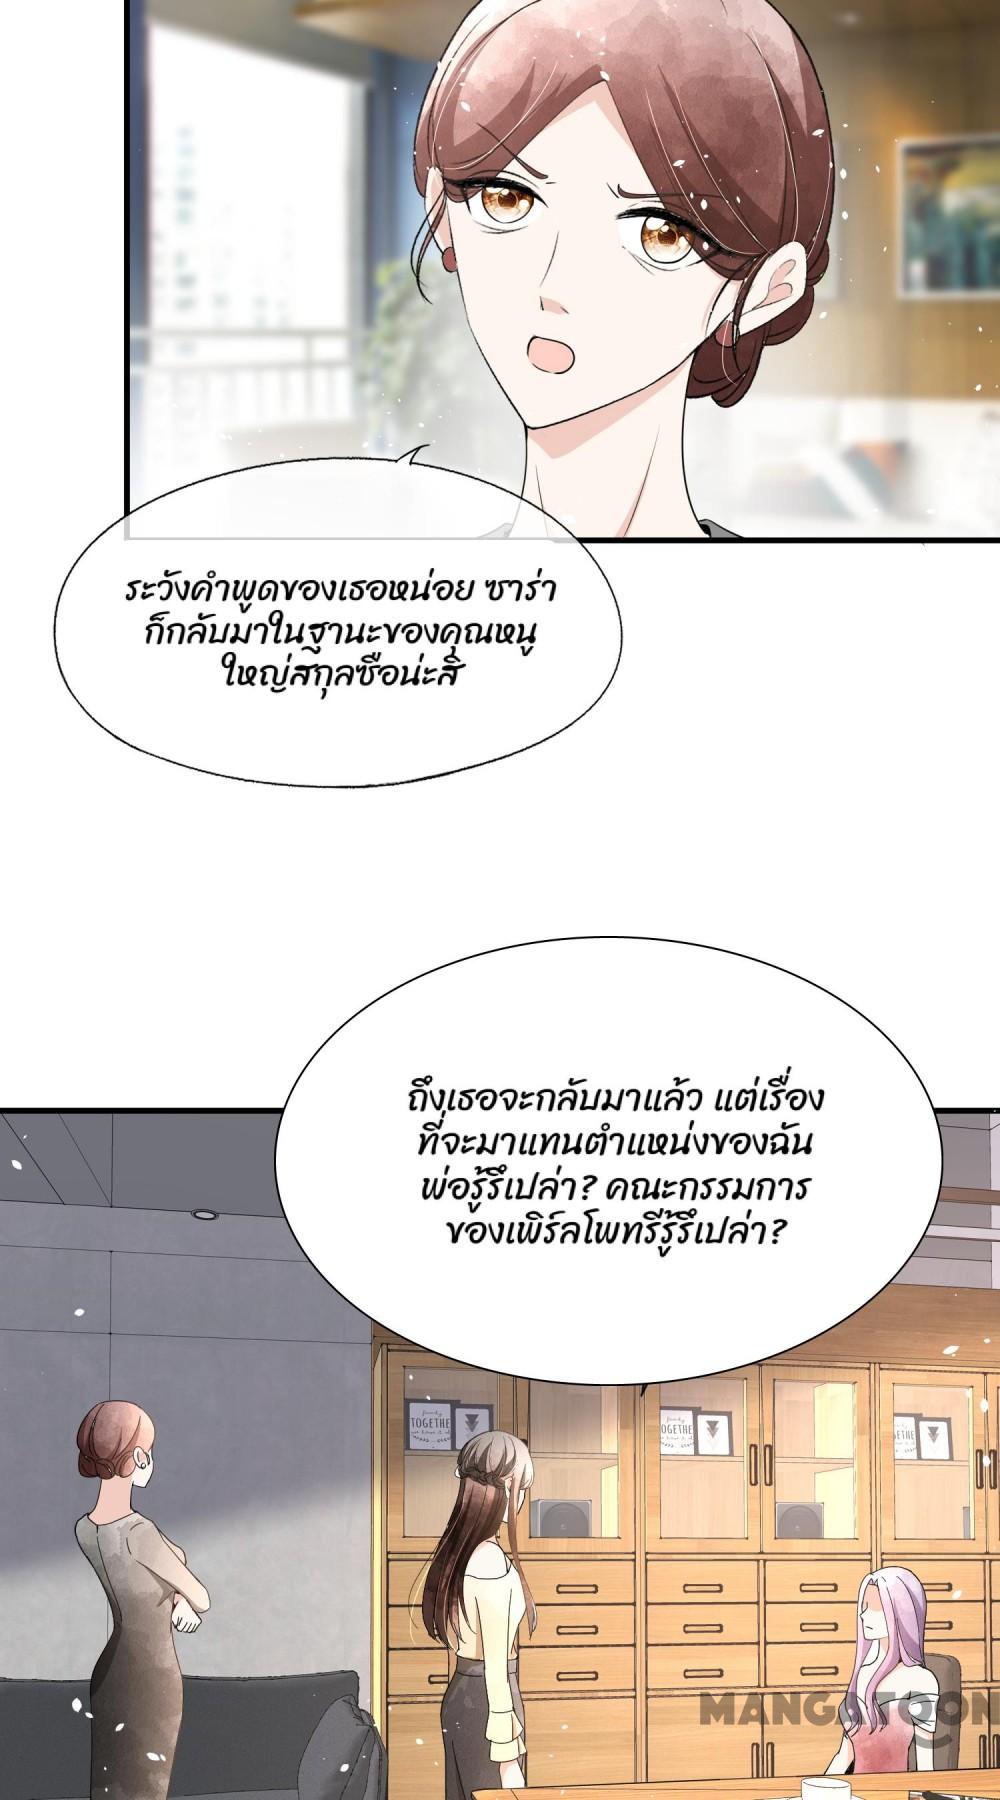 ระวังคำพูดของเธอหน่อย ซาร่า
ก็กลับมาในฐานะของคุณหนู
ใหญ่สกุลซือน่ะสิ
ถึงเธอจะกลับมาแล้ว แต่เรื่อง
ที่จะมาแทนตำแหน่งของฉัน
พ่อรู้รึเปล่า? คณะกรรมการ
ของเพิร์ลโพทรีรู้รึเปล่า?
family
TOGETHE
TOGETHE
TOGETHE
MANGATOON